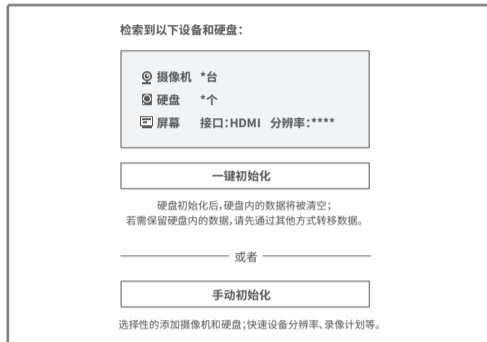 检索到以下设备和硬盘：
摄像机 *台
硬盘 *个
屏幕 接口：HDMI 分辨率：****
一键初始化
硬盘初始化后，硬盘内的数据将被清空；
若需保留硬盘内的数据，请先通过其他方式转移数据。
或者
手动初始化
选择性的添加摄像机和硬盘；快速设备分辨率、录像计划等。